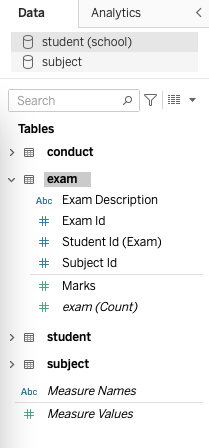 Data Analytics
student (school)
subject
Search
Tables
conduct
exam
Abc Exam Description
Exam Id
Student Id (Exam)
Subject Id
Marks
exam (Count)
student
subject
Abc Measure Names
Measure Values